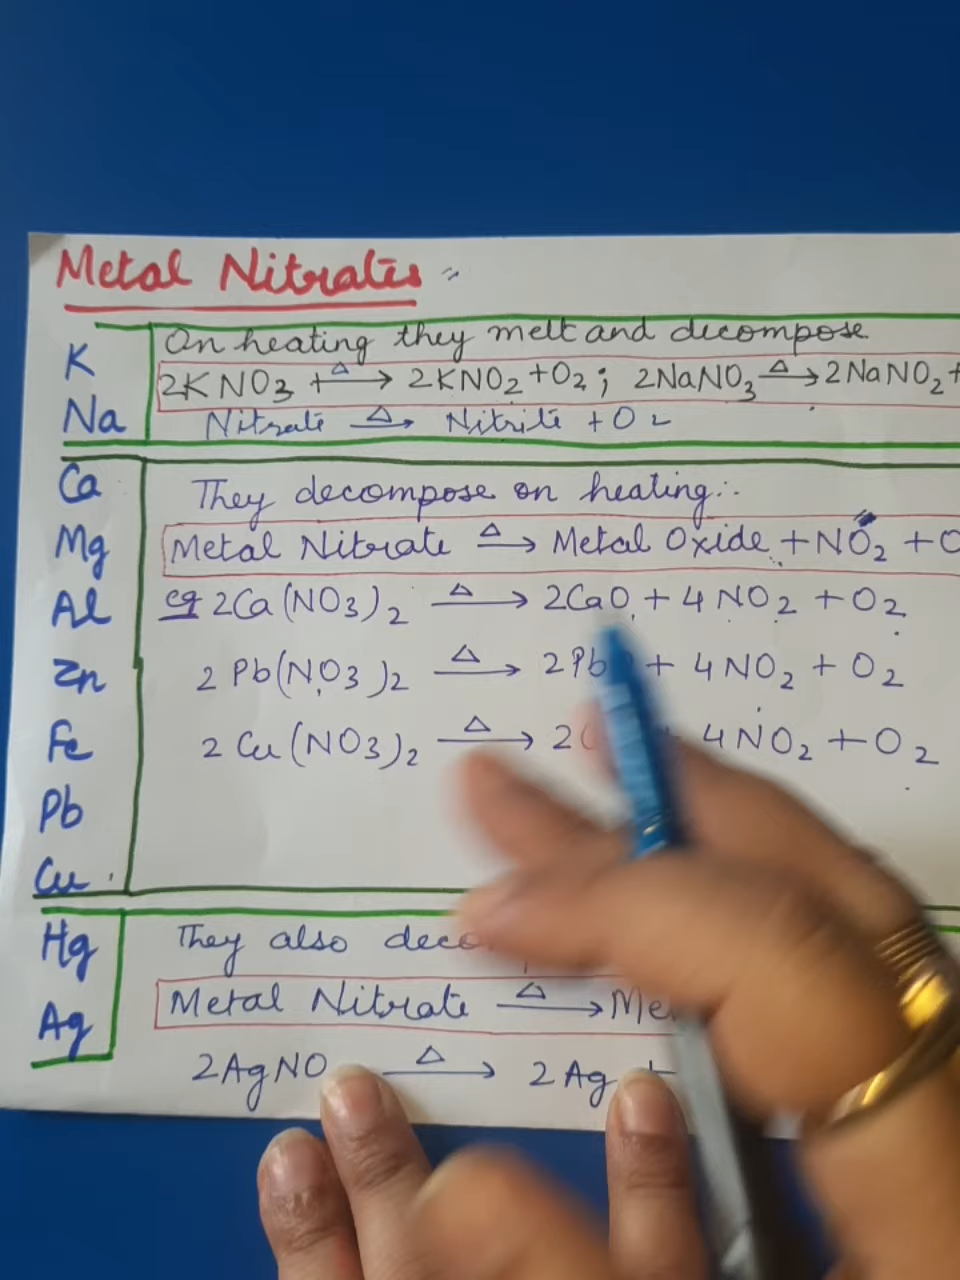 Metal Nitrates :-
K
On heating they melt and decompose
2KNO3 + △→ 2KNO2 + O2 ; 2NaNO3 △→ 2NaNO2 +
Na
Nitrate △→ Nitrite + O2
Ca
They decompose on heating:.
Mg
Metal Nitrate △→ Metal Oxide + NO2 +
Al
eg 2Ca(NO3)2 △→ 2CaO + 4NO2 + O2
Zn
2Pb(NO3)2 △→ 2Pb + 4NO2 + O2
Fe
2Cu(NO3)2 △→ 2 4NO2 + O2
Pb
Cu
Hg
They also
Metal Nitrate △→
Ag
2AgNO △→ 2Ag +